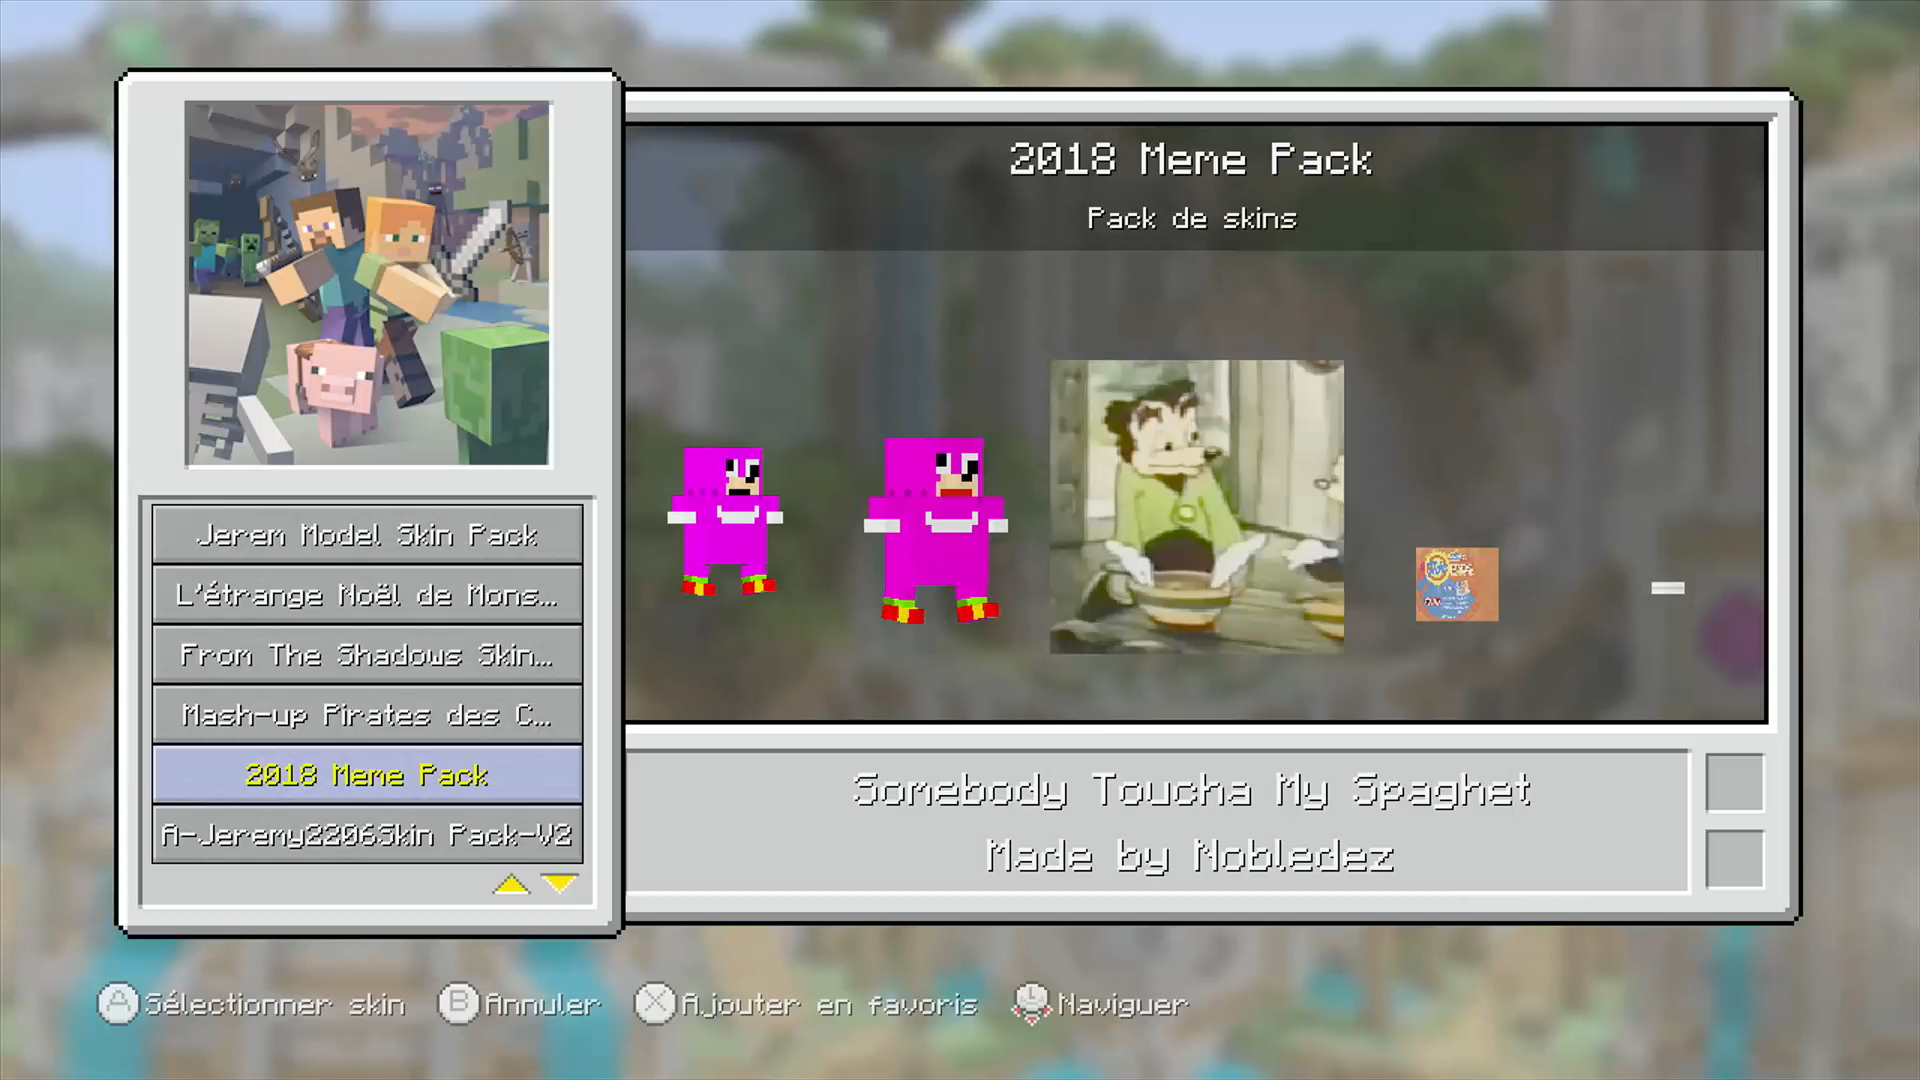 Jerem Model Skin Pack
L'étrange Noël de Mons...
From The Shadows Skin...
Mash-up Pirates des C...
2018 Meme Pack
A-Jeremy2206Skin Pack-V2
2018 Meme Pack
Pack de skins
Somebody Toucha My Spaghet
Made by Nobledez
A Sélectionner skin
B Annuler
X Ajouter en favoris
L Naviguer